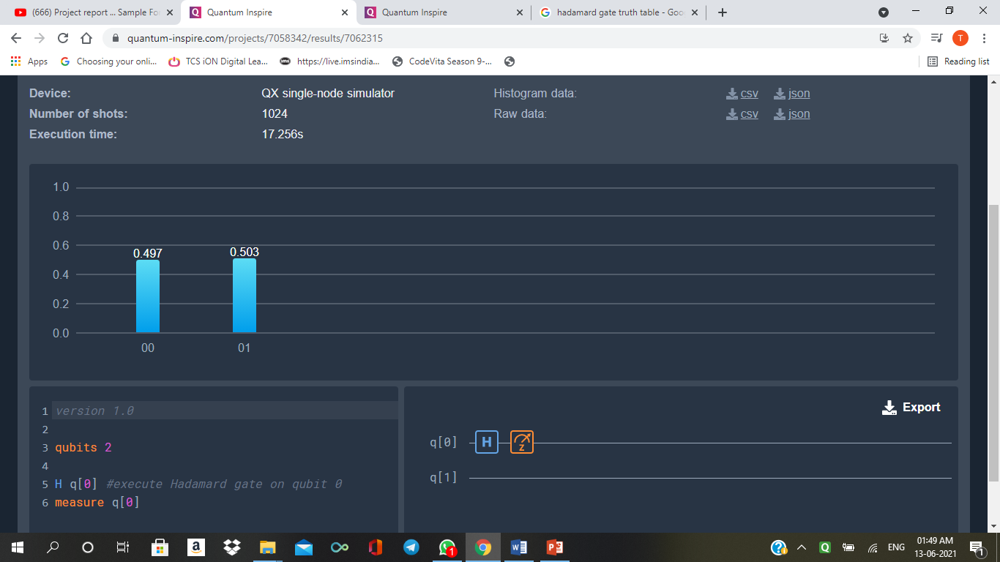 (666) Project report ... Sample Fo
Quantum Inspire
Quantum Inspire
hadamard gate truth table - Goo
quantum-inspire.com/projects/7058342/results/7062315
T
Apps
Choosing your onli...
TCS iON Digital Lea...
https://live.imsindia...
CodeVita Season 9-...
Reading list
Device: QX single-node simulator Histogram data: csv json
Number of shots: 1024 Raw data: csv json
Execution time: 17.256s
1.0
0.8
0.6
0.4
0.2
0.0
0.497 0.503
00 01
1 version 1.0
2
3 qubits 2
4
5 H q[0] #execute Hadamard gate on qubit 0
6 measure q[0]
Export
q[0] H z
q[1]
1
ENG
01:49 AM
13-06-2021
1